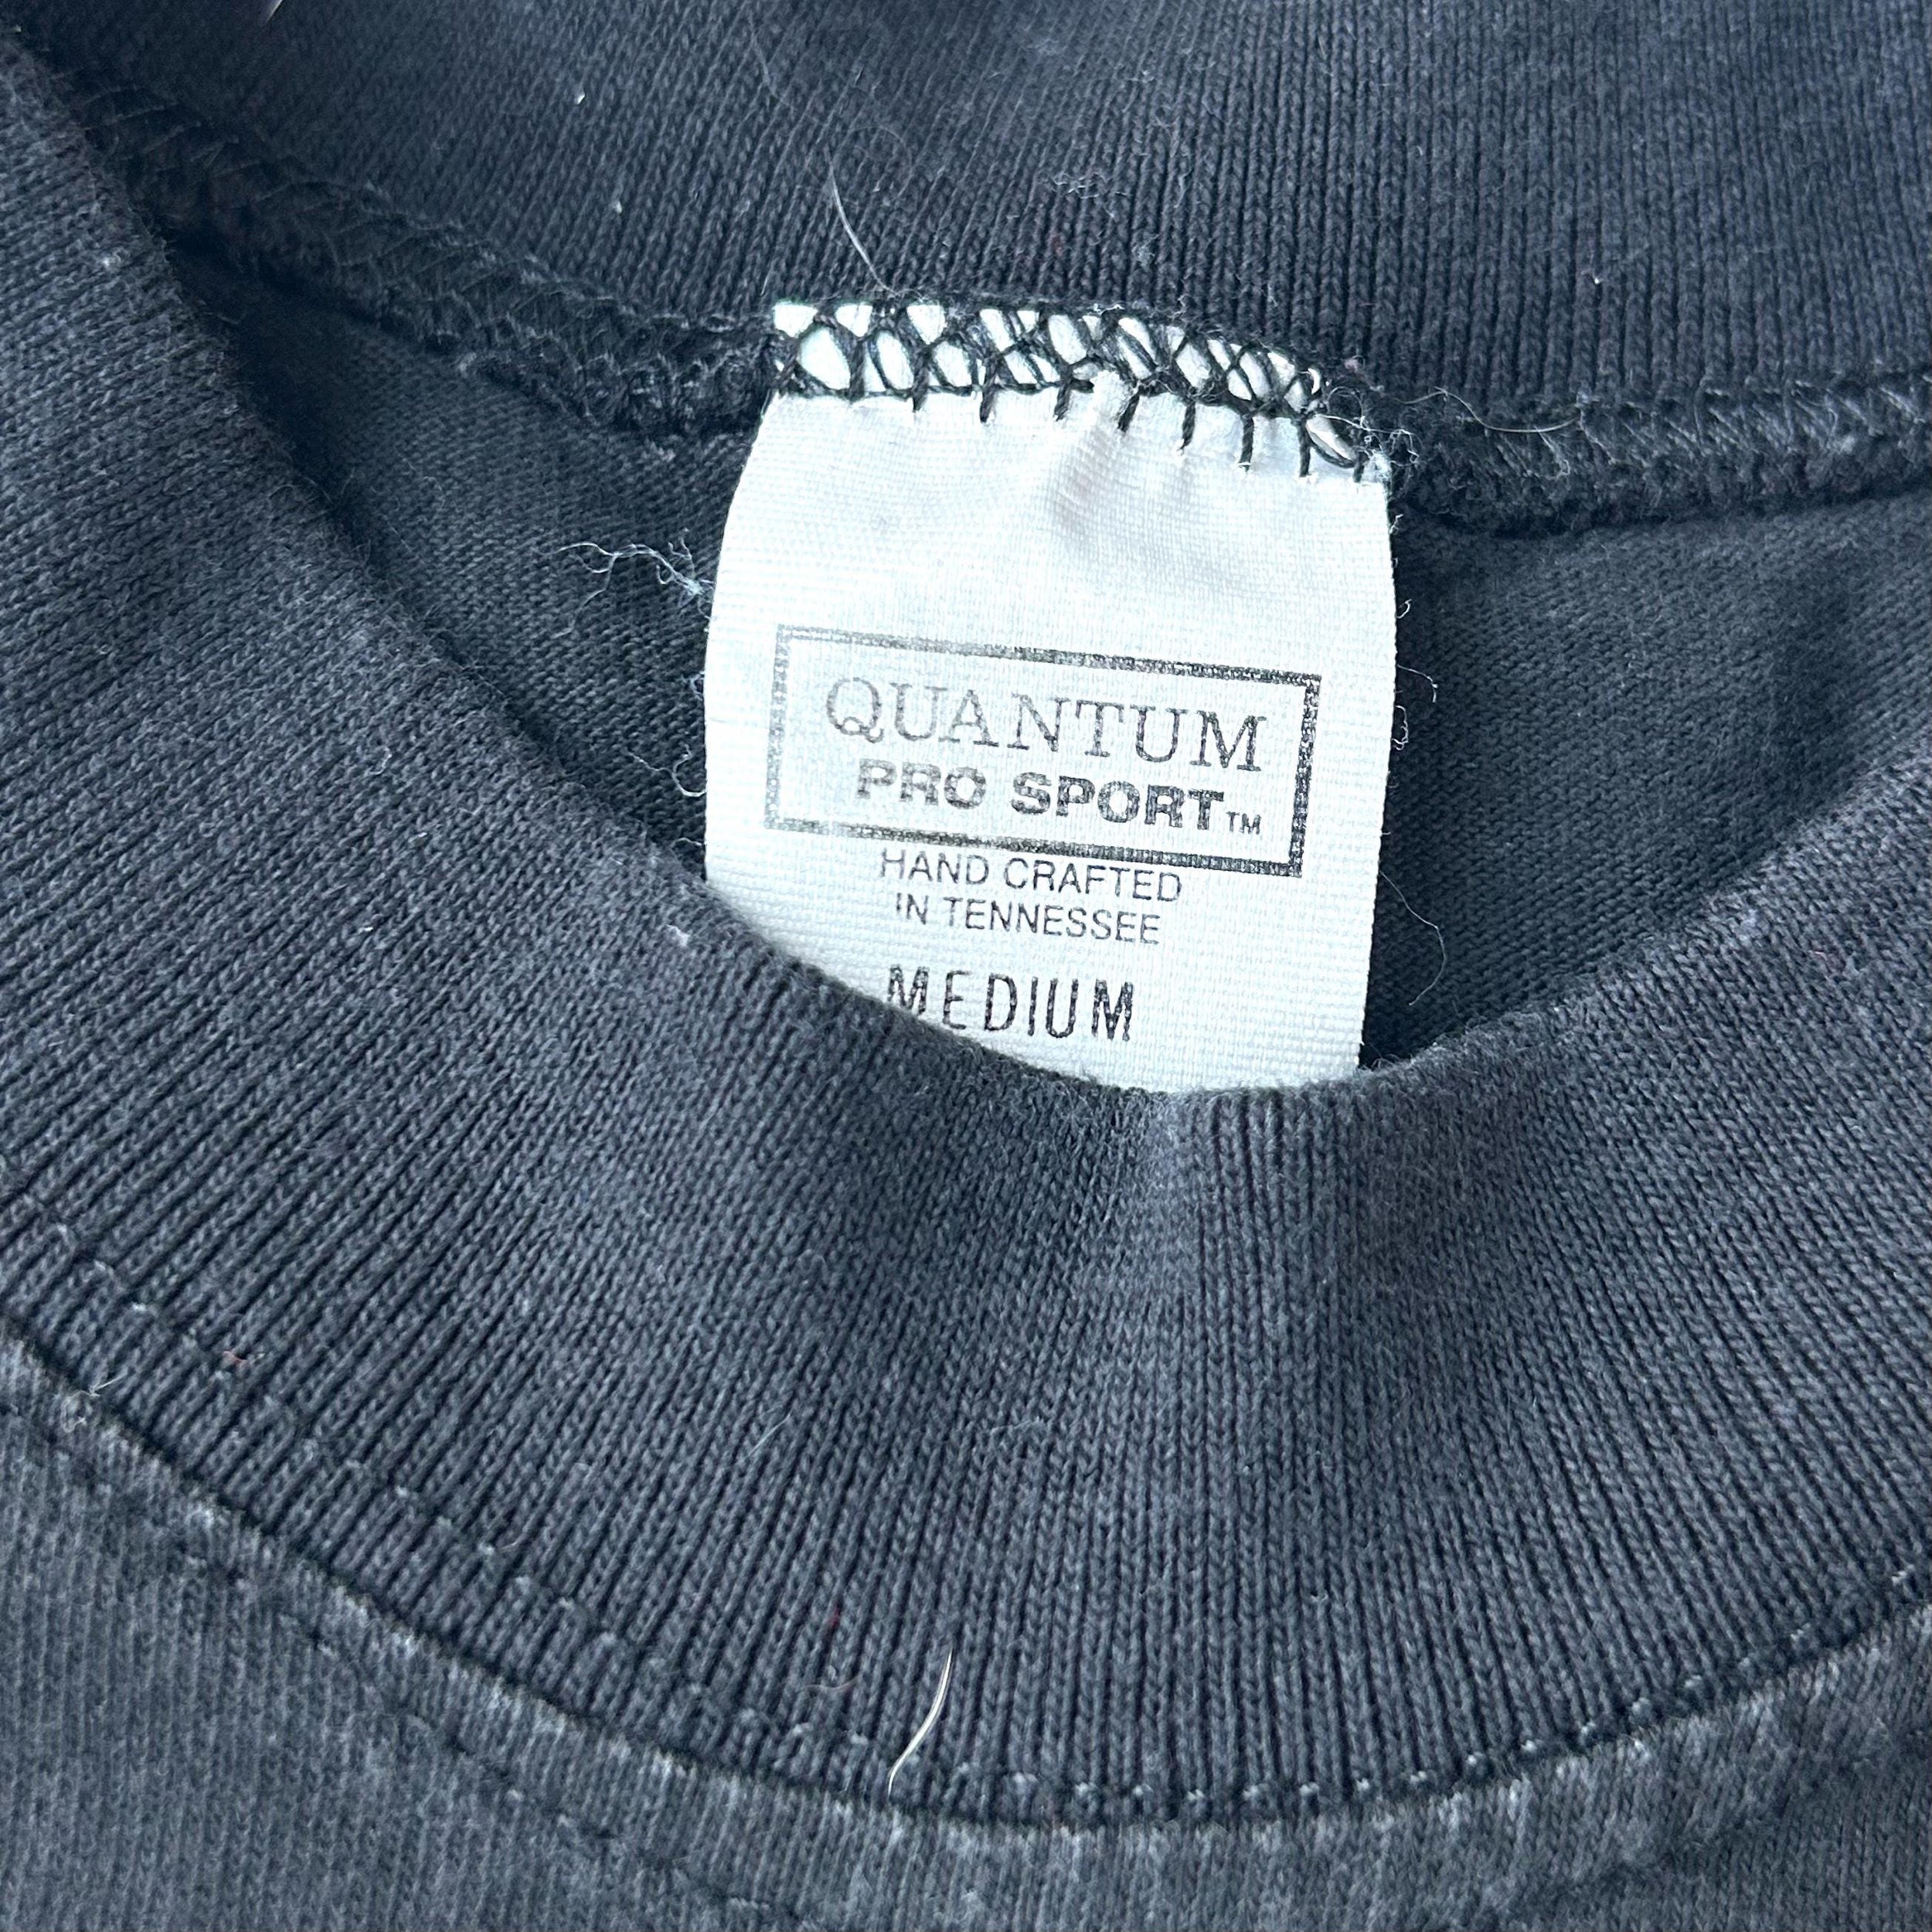 QUANTUM
PRO SPORT™
HAND CRAFTED
IN TENNESSEE
MEDIUM